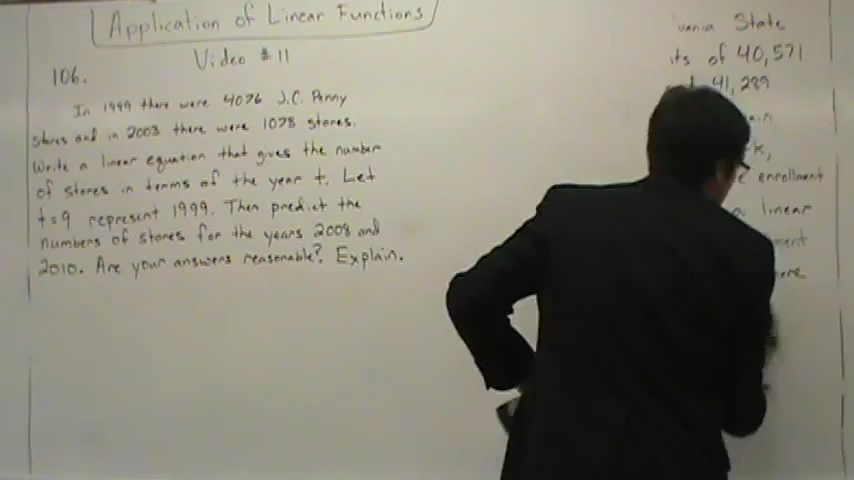 Application of Linear Functions
Video #11
106.
In 1999 there were 4076 J.C. Penny
stores and in 2003 there were 1078 stores.
Write a linear equation that gives the number
of stores in terms of the year t. Let
t=9 represent 1999. Then predict the
numbers of stores for the years 2008 and
2010. Are your answers reasonable? Explain.
State
of 40,571
41,289
enrollment
linear